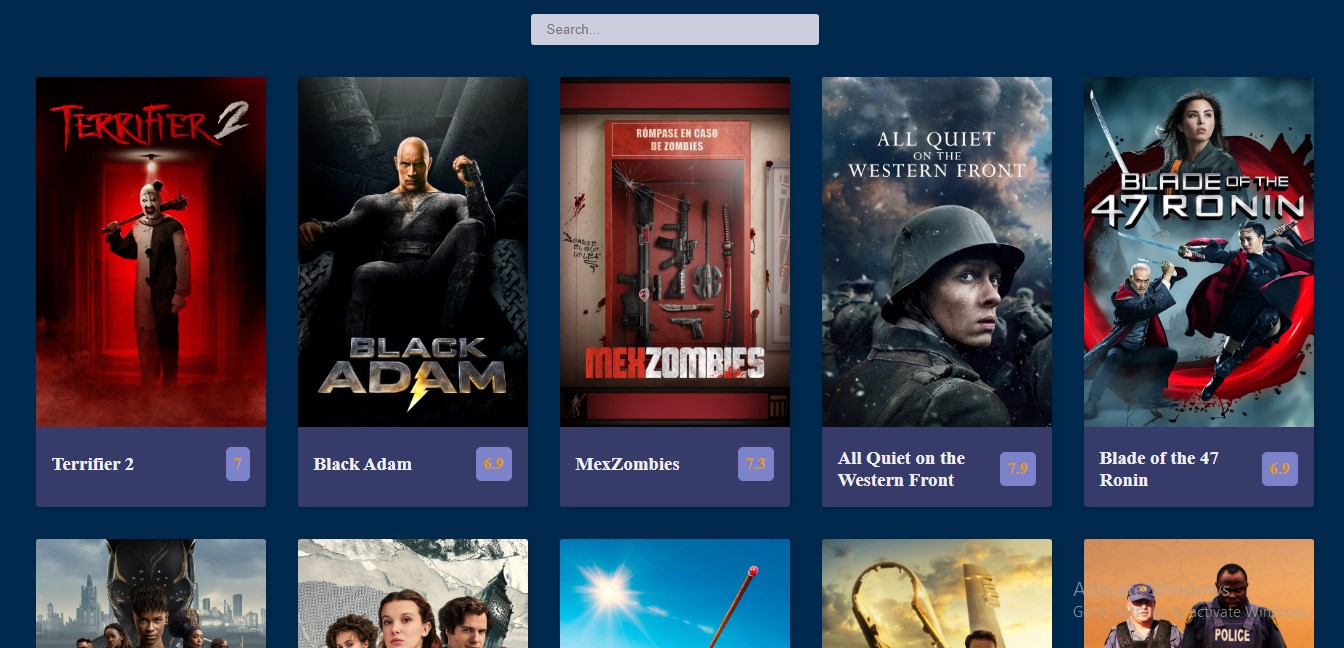 Search...
TERRIFIER 2
BLACK
ADAM
RÓMPASE EN CASO
DE ZOMBIES
MEXZOMBIES
ALL QUIET
ON THE
WESTERN FRONT
BLADE OF THE
47 RONIN
Terrifier 2
7
Black Adam
6.9
MexZombies
7.3
All Quiet on the
Western Front
7.9
Blade of the 47
Ronin
6.9
Activate Windows
Go to Settings to activate Windows.
POLICE